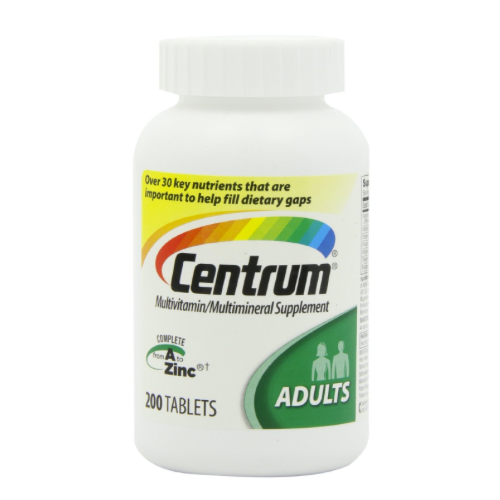 Over 30 key nutrients that are
important to help fill dietary gaps
Centrum®
Multivitamin/Multimineral Supplement
COMPLETE
from A to
Zinc®†
200 TABLETS
ADULTS